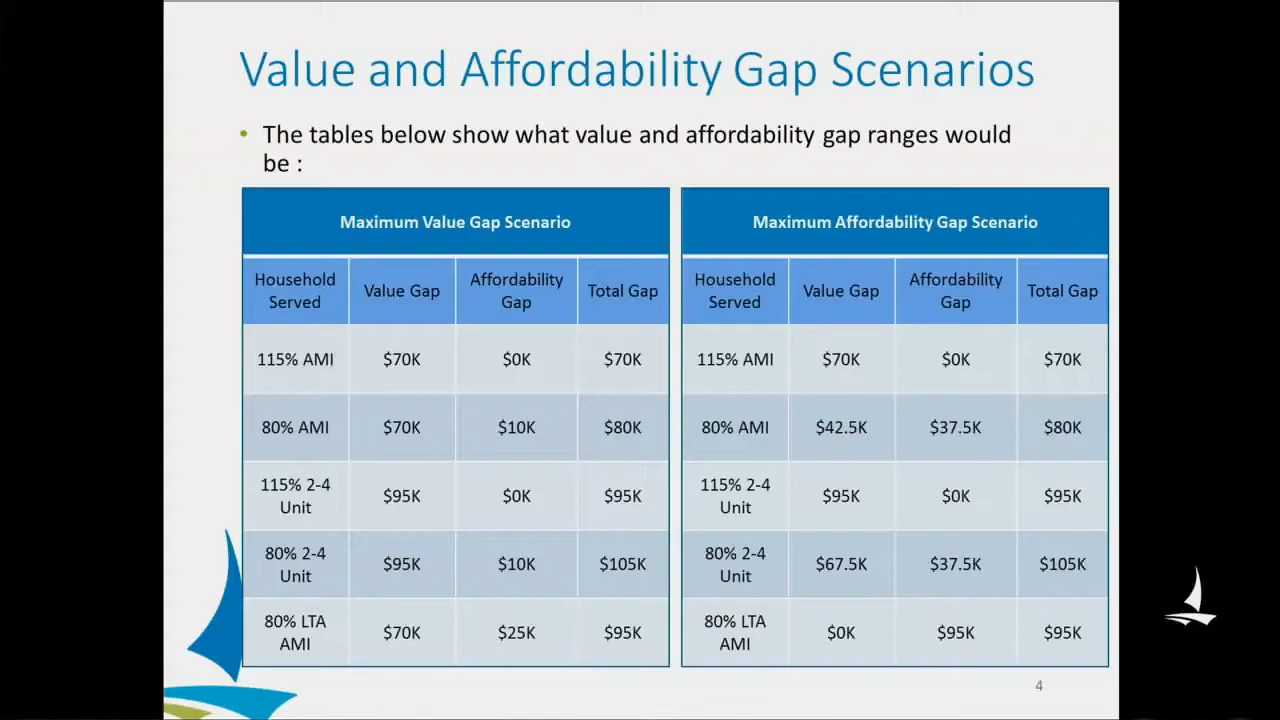 Value and Affordability Gap Scenarios
• The tables below show what value and affordability gap ranges would
be :
Maximum Value Gap Scenario
Household Served Value Gap Affordability Gap Total Gap
115% AMI $70K $0K $70K
80% AMI $70K $10K $80K
115% 2-4 Unit $95K $0K $95K
80% 2-4 Unit $95K $10K $105K
80% LTA AMI $70K $25K $95K
Maximum Affordability Gap Scenario
Household Served Value Gap Affordability Gap Total Gap
115% AMI $70K $0K $70K
80% AMI $42.5K $37.5K $80K
115% 2-4 Unit $95K $0K $95K
80% 2-4 Unit $67.5K $37.5K $105K
80% LTA AMI $0K $95K $95K
4